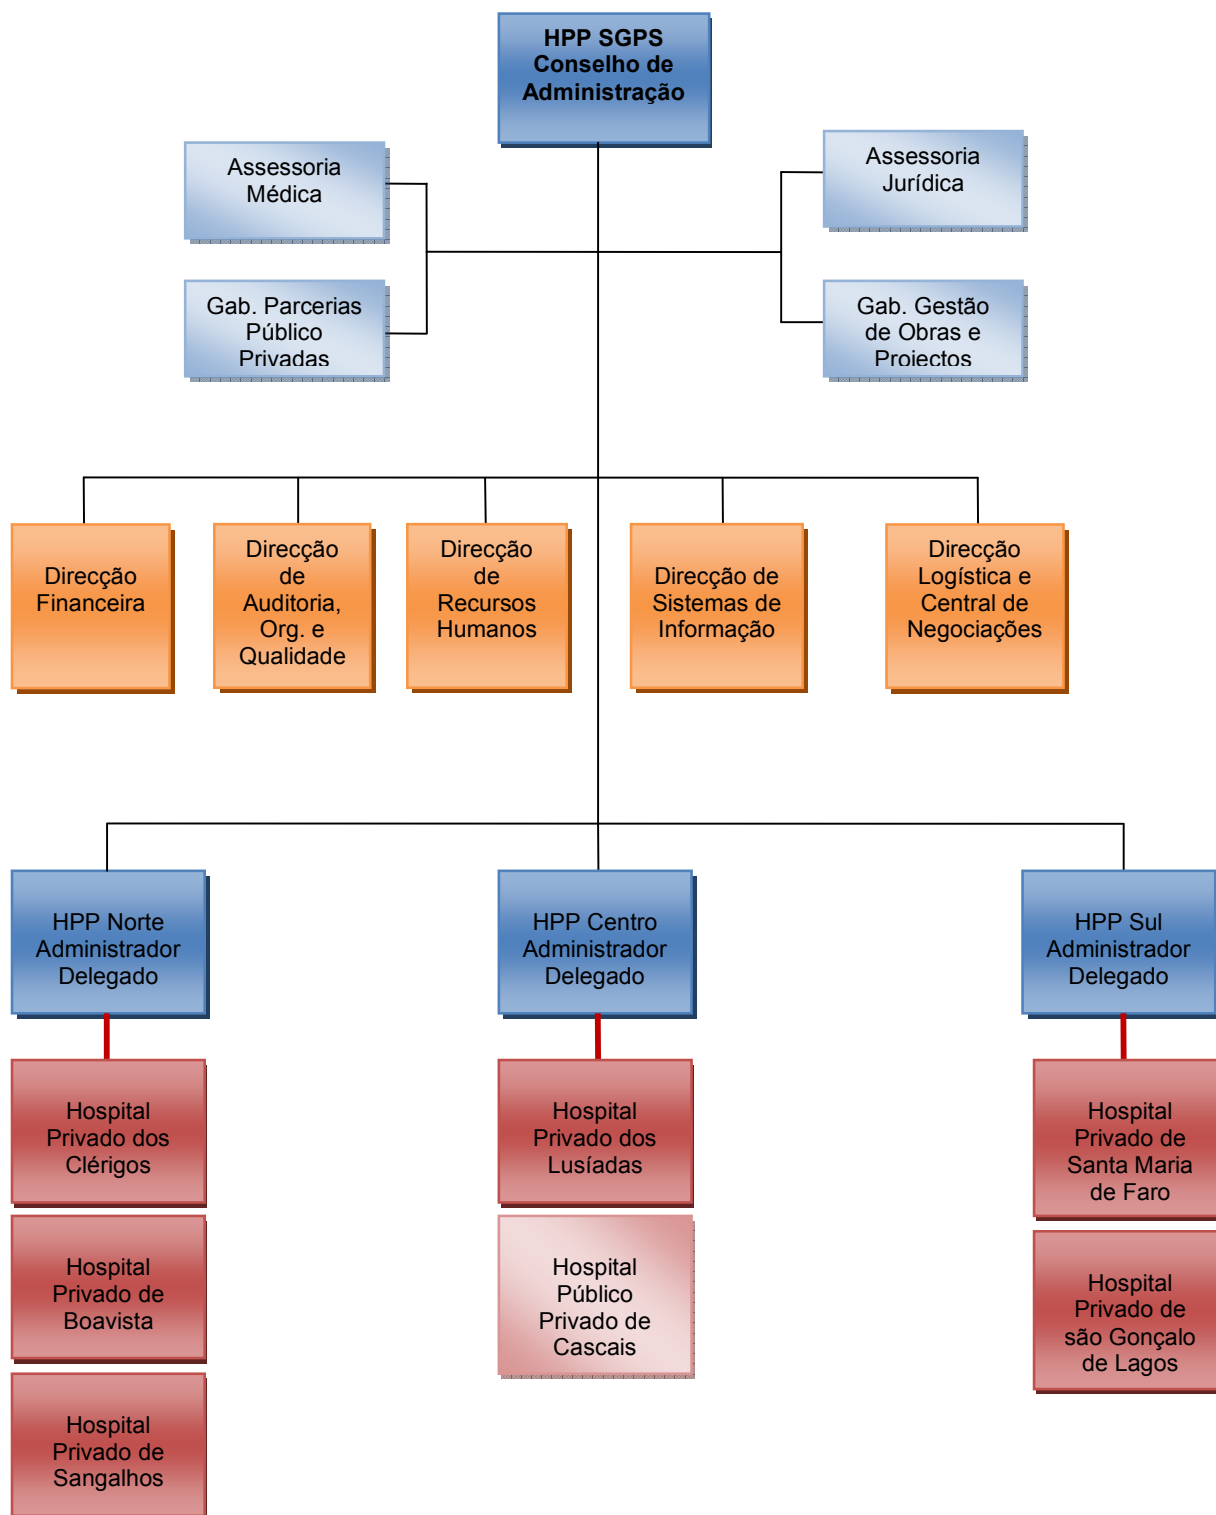 HPP SGPS
Conselho de
Administração
Assessoria
Médica
Assessoria
Jurídica
Gab. Parcerias
Público
Privadas
Gab. Gestão
de Obras e
Projectos
Direcção
Financeira
Direcção
de
Auditoria,
Org. e
Qualidade
Direcção
de
Recursos
Humanos
Direcção de
Sistemas de
Informação
Direcção
Logística e
Central de
Negociações
HPP Norte
Administrador
Delegado
HPP Centro
Administrador
Delegado
HPP Sul
Administrador
Delegado
Hospital
Privado dos
Clérigos
Hospital
Privado dos
Lusíadas
Hospital
Privado de
Santa Maria
de Faro
Hospital
Privado de
Boavista
Hospital
Público
Privado de
Cascais
Hospital
Privado de
são Gonçalo
de Lagos
Hospital
Privado de
Sangalhos